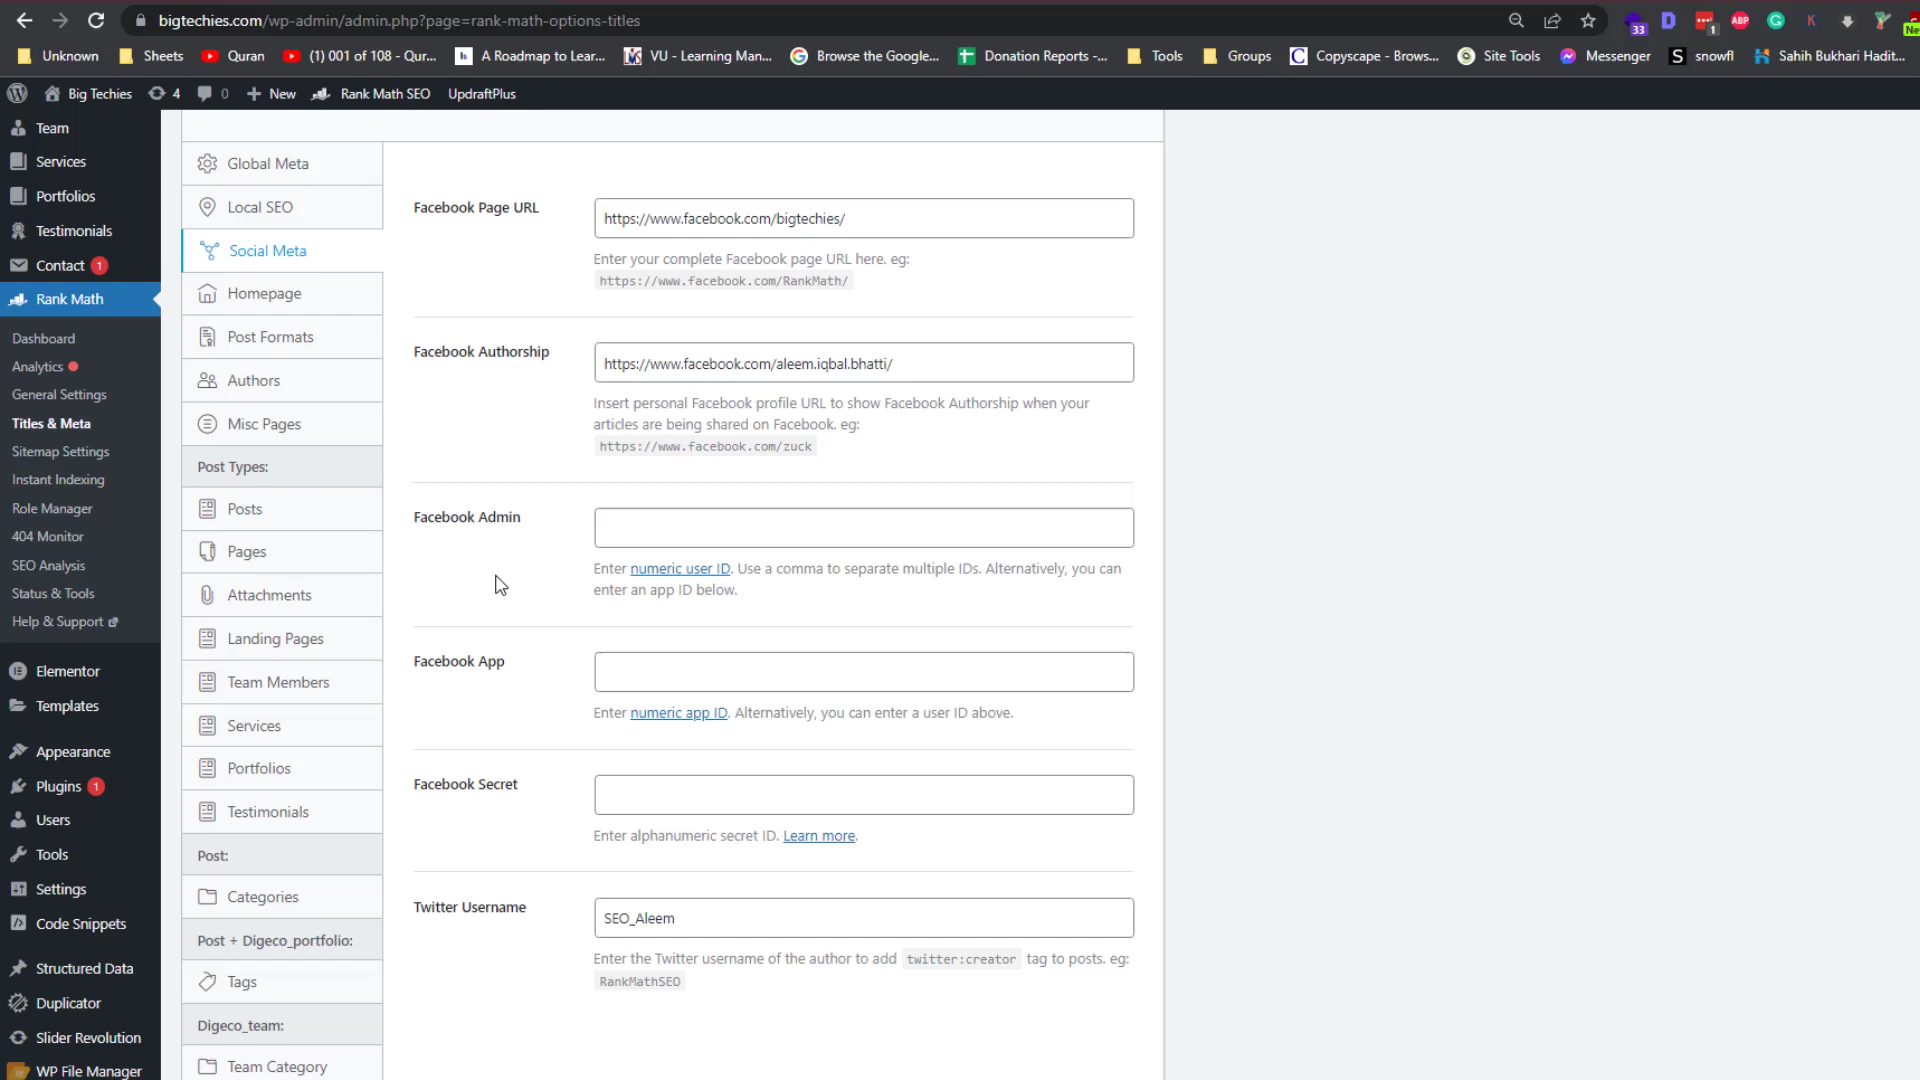 bigtechies.com/wp-admin/admin.php?page=rank-math-options-titles
33
D
1
ABP
K
Unknown
Sheets
Quran
(1) 001 of 108 - Qur...
A Roadmap to Lear...
VU - Learning Man...
Browse the Google...
Donation Reports -...
Tools
Groups
Copyscape - Brows...
Site Tools
Messenger
snowfl
Sahih Bukhari Hadit...
Big Techies
4
0
New
Rank Math SEO
UpdraftPlus
Team
Services
Portfolios
Testimonials
Contact 1
Rank Math
Dashboard
Analytics
General Settings
Titles & Meta
Sitemap Settings
Instant Indexing
Role Manager
404 Monitor
SEO Analysis
Status & Tools
Help & Support
Elementor
Templates
Appearance
Plugins 1
Users
Tools
Settings
Code Snippets
Structured Data
Duplicator
Slider Revolution
WP File Manager
Global Meta
Local SEO
Social Meta
Homepage
Post Formats
Authors
Misc Pages
Post Types:
Posts
Pages
Attachments
Landing Pages
Team Members
Services
Portfolios
Testimonials
Post:
Categories
Post + Digeco_portfolio:
Tags
Digeco_team:
Team Category
Facebook Page URL
https://www.facebook.com/bigtechies/
Enter your complete Facebook page URL here. eg:
https://www.facebook.com/RankMath/
Facebook Authorship
https://www.facebook.com/aleem.iqbal.bhatti/
Insert personal Facebook profile URL to show Facebook Authorship when your
articles are being shared on Facebook. eg:
https://www.facebook.com/zuck
Facebook Admin
Enter numeric user ID. Use a comma to separate multiple IDs. Alternatively, you can
enter an app ID below.
Facebook App
Enter numeric app ID. Alternatively, you can enter a user ID above.
Facebook Secret
Enter alphanumeric secret ID. Learn more.
Twitter Username
SEO_Aleem
Enter the Twitter username of the author to add twitter:creator tag to posts. eg:
RankMathSEO